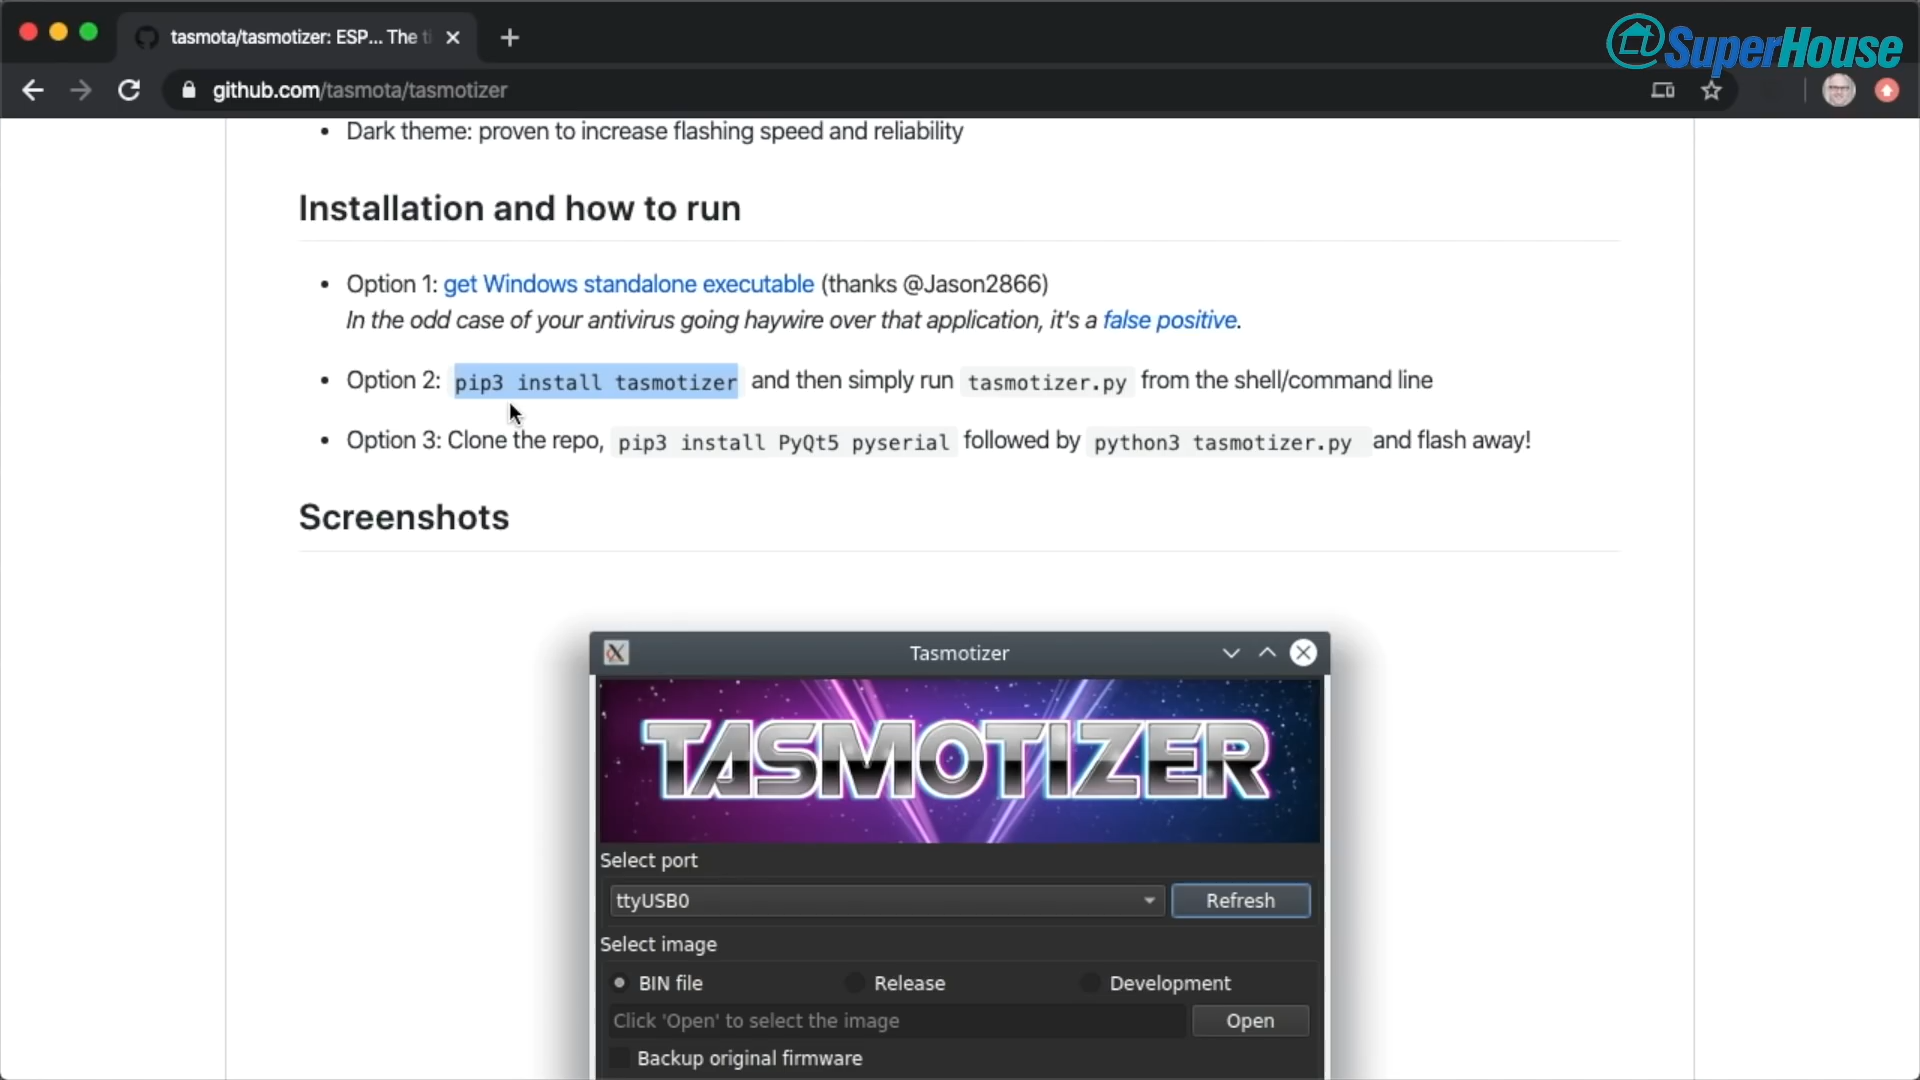 tasmota/tasmotizer: ESP... The ti
SuperHouse
github.com/tasmota/tasmotizer
• Dark theme: proven to increase flashing speed and reliability
Installation and how to run
• Option 1: get Windows standalone executable (thanks @Jason2866)
In the odd case of your antivirus going haywire over that application, it's a false positive.
• Option 2: pip3 install tasmotizer and then simply run tasmotizer.py from the shell/command line
• Option 3: Clone the repo, pip3 install PyQt5 pyserial followed by python3 tasmotizer.py and flash away!
Screenshots
Tasmotizer
TASMOTIZER
Select port
ttyUSB0
Refresh
Select image
BIN file
Release
Development
Click 'Open' to select the image
Open
Backup original firmware